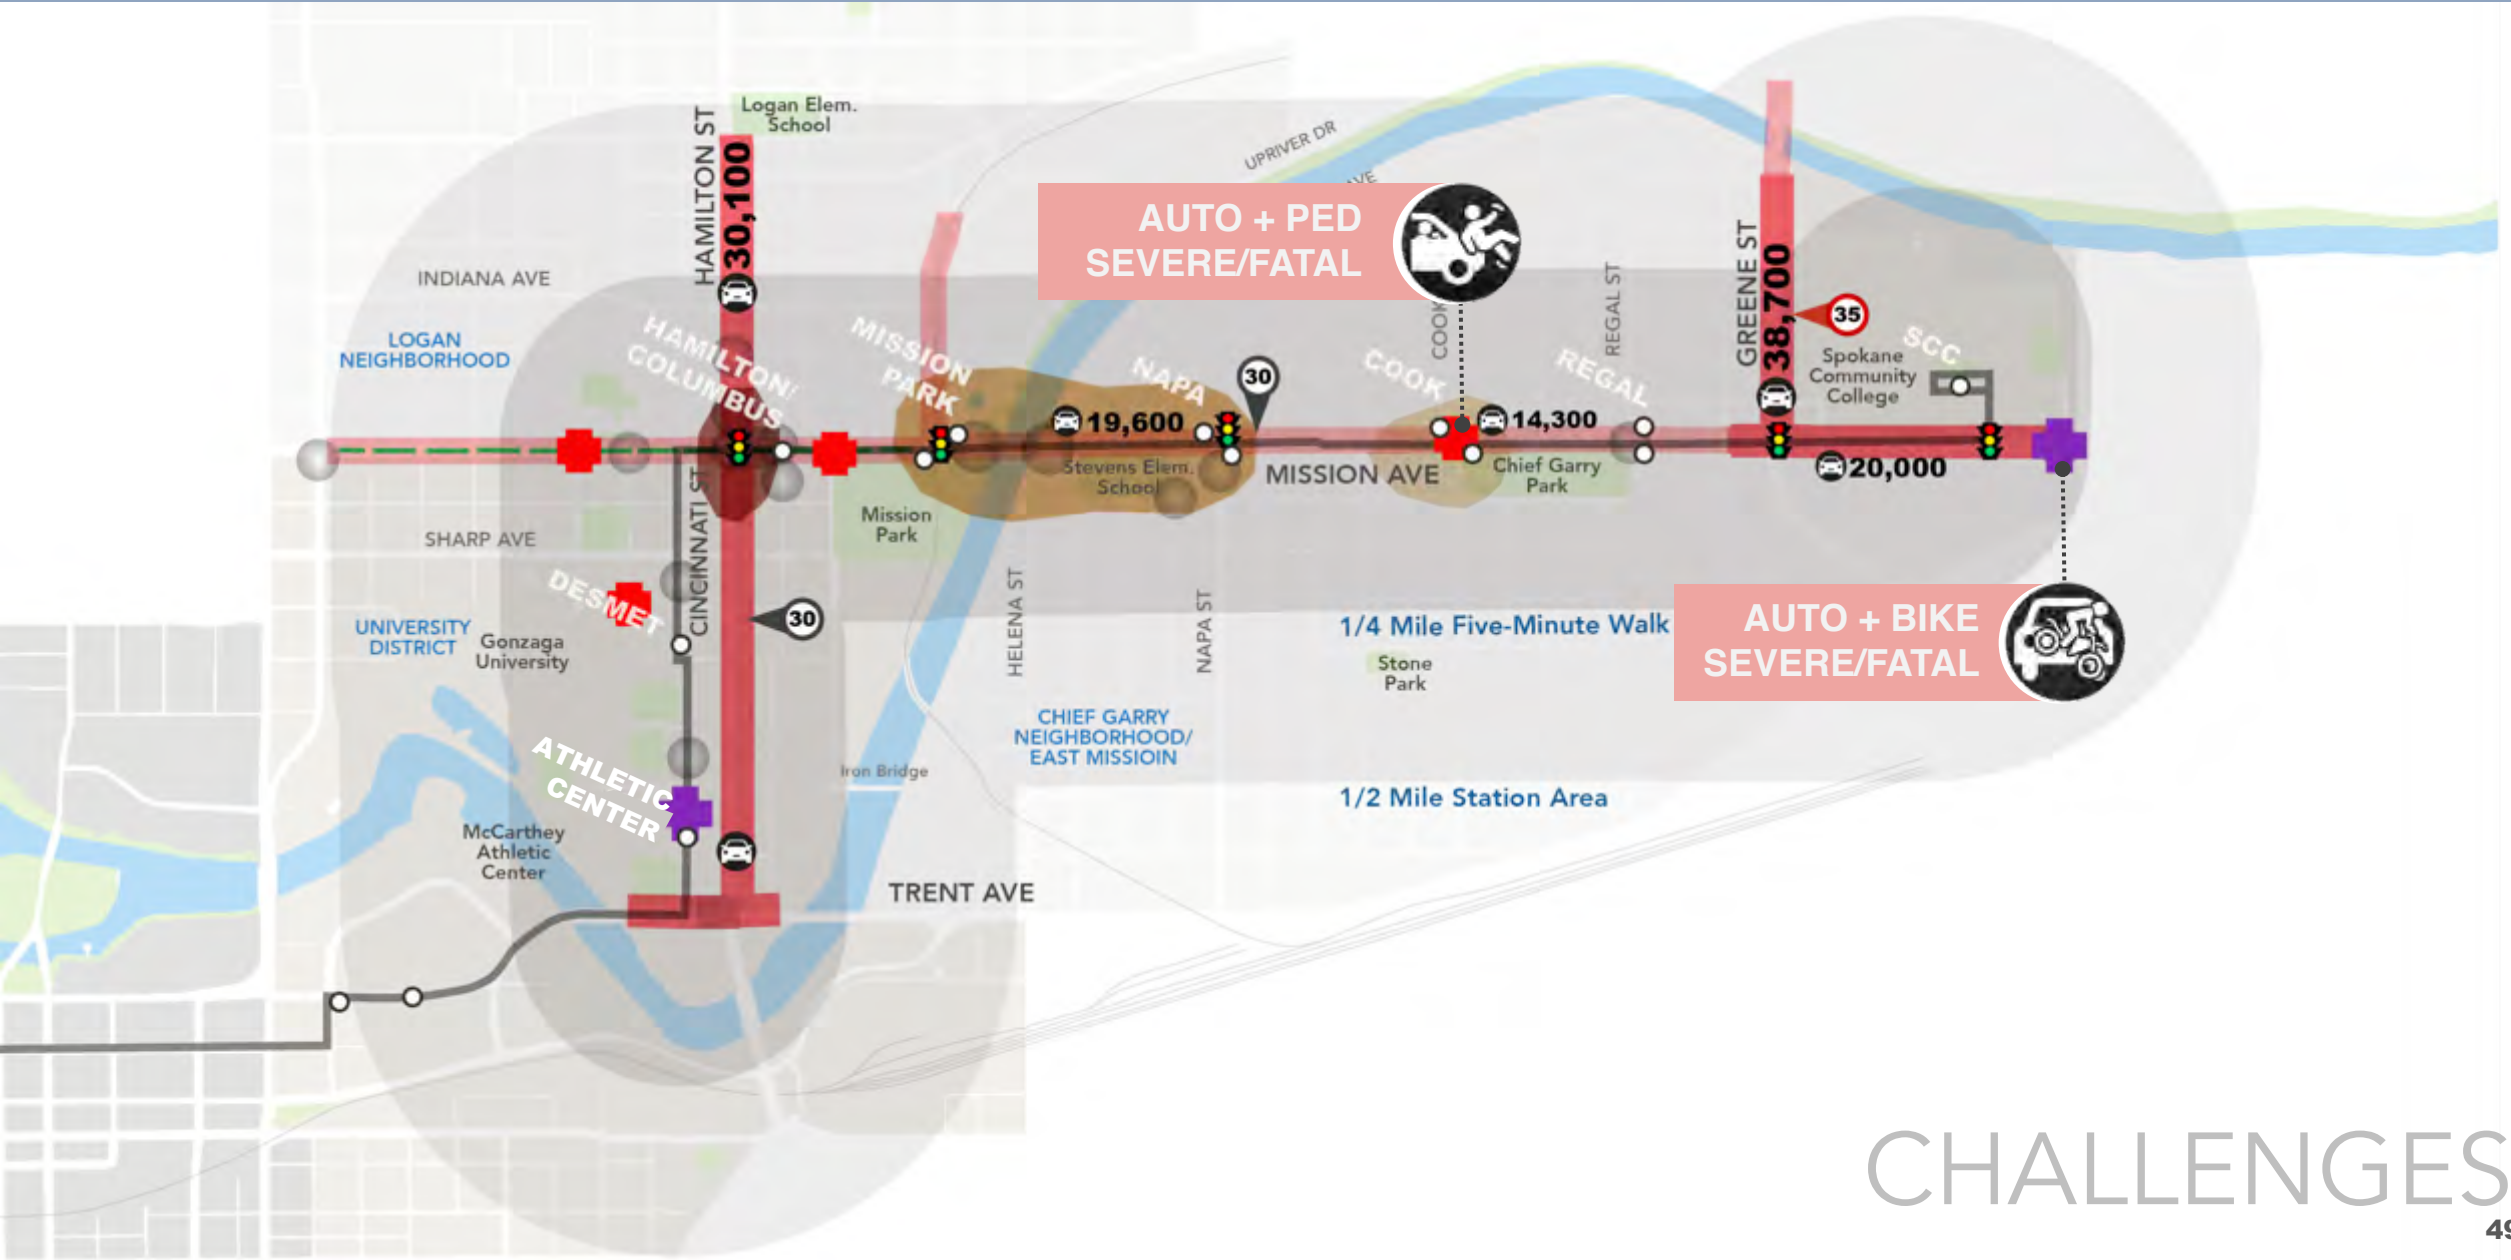 Logan Elem.
School
HAMILTON ST
30,100
UPRIVER DR
AVE
AUTO + PED
SEVERE/FATAL
INDIANA AVE
LOGAN
NEIGHBORHOOD
HAMILTON/
COLUMBUS
MISSION
PARK
NAPA
30
COOK
COOK
REGAL
REGAL ST
GREENE ST
38,700
35
SCC
Spokane
Community
College
19,600
14,300
20,000
Stevens Elem.
School
MISSION AVE
Chief Garry
Park
Mission
Park
SHARP AVE
CINCINNATI ST
DESMET
30
UNIVERSITY
DISTRICT
Gonzaga
University
HELENA ST
NAPA ST
1/4 Mile Five-Minute Walk
Stone
Park
AUTO + BIKE
SEVERE/FATAL
CHIEF GARRY
NEIGHBORHOOD/
EAST MISSIOIN
ATHLETIC
CENTER
Iron Bridge
1/2 Mile Station Area
McCarthey
Athletic
Center
TRENT AVE
CHALLENGES
49